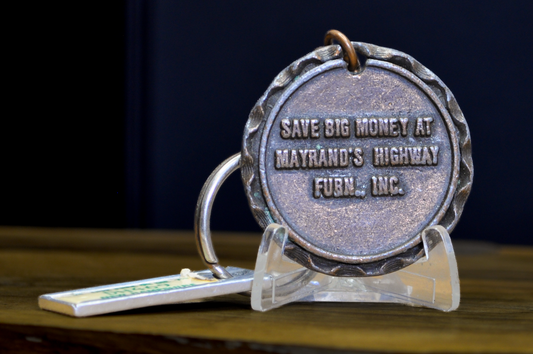 SAVE BIG MONEY AT
MAYRAND'S HIGHWAY
FURN., INC.